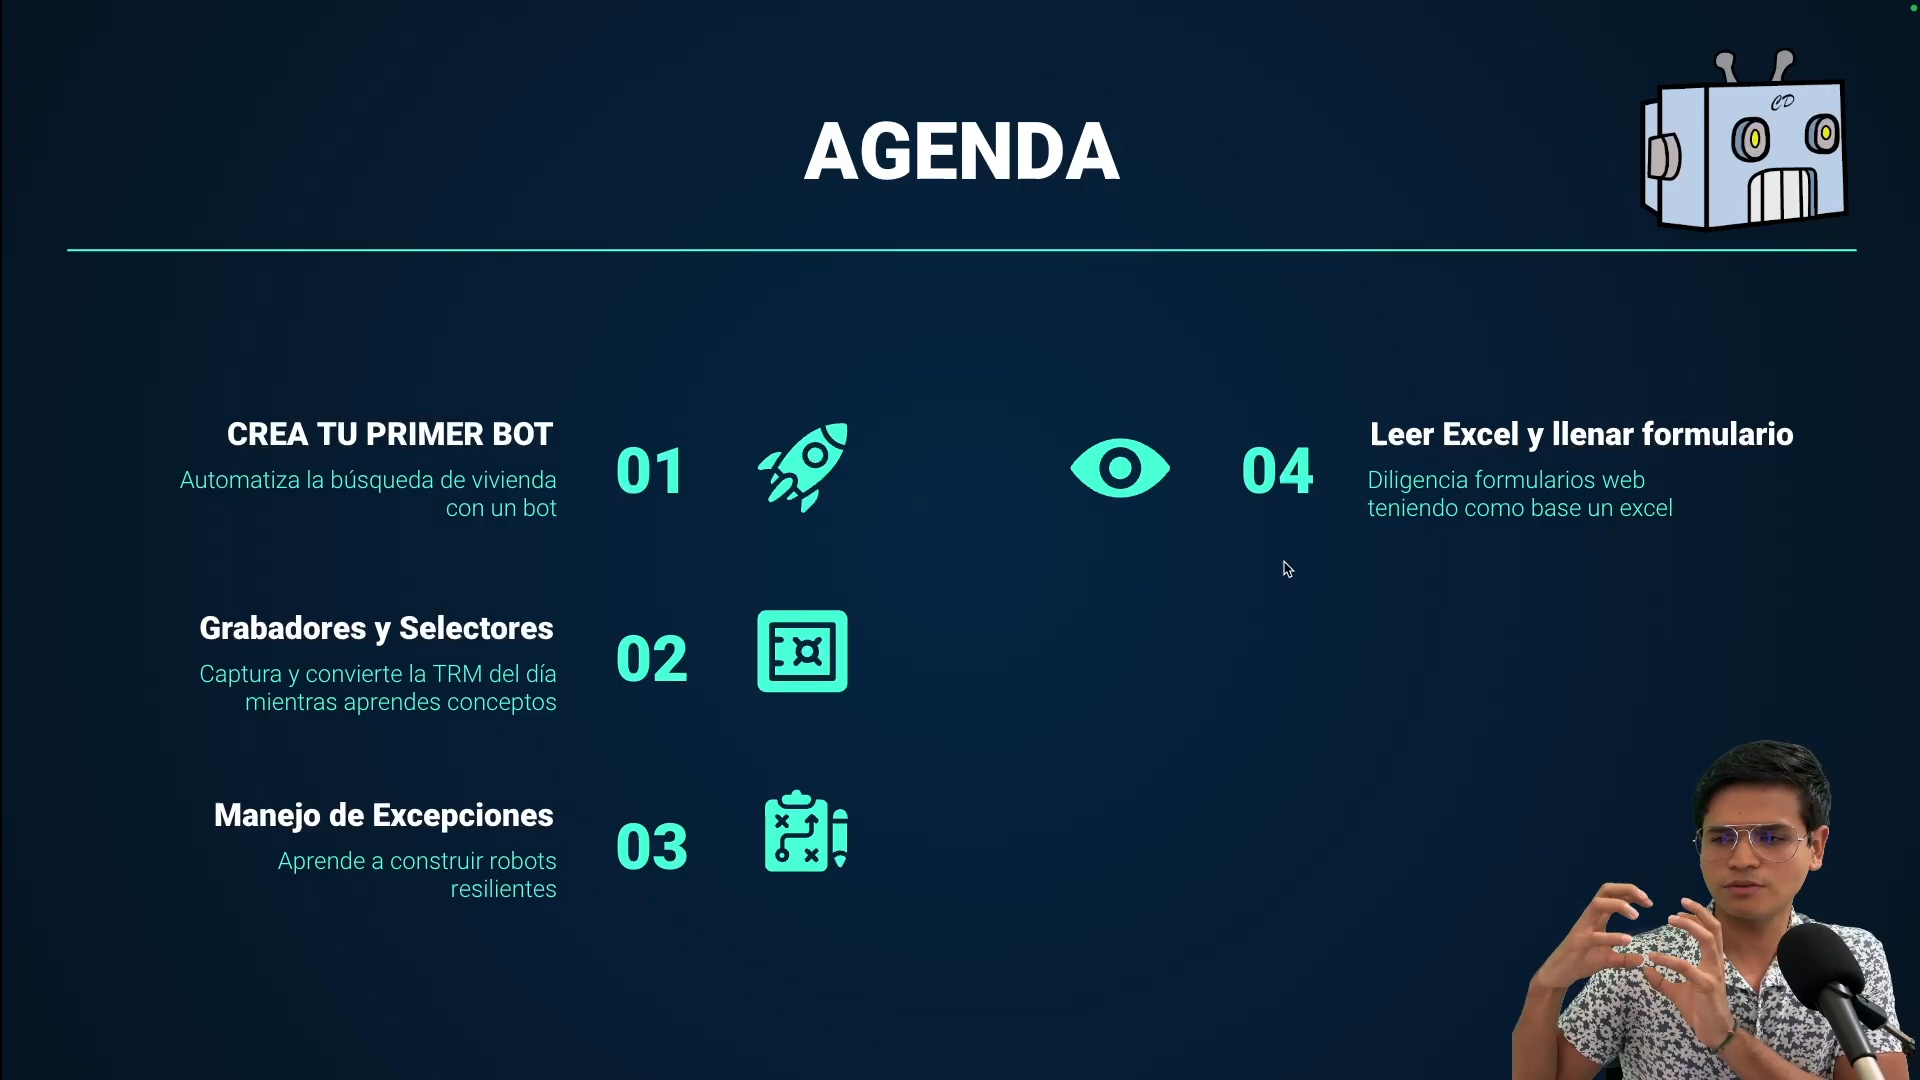 AGENDA
CD
CREA TU PRIMER BOT
Automatiza la búsqueda de vivienda
con un bot
01
Grabadores y Selectores
Captura y convierte la TRM del día
mientras aprendes conceptos
02
Manejo de Excepciones
Aprende a construir robots
resilientes
03
04
Leer Excel y llenar formulario
Diligencia formularios web
teniendo como base un excel